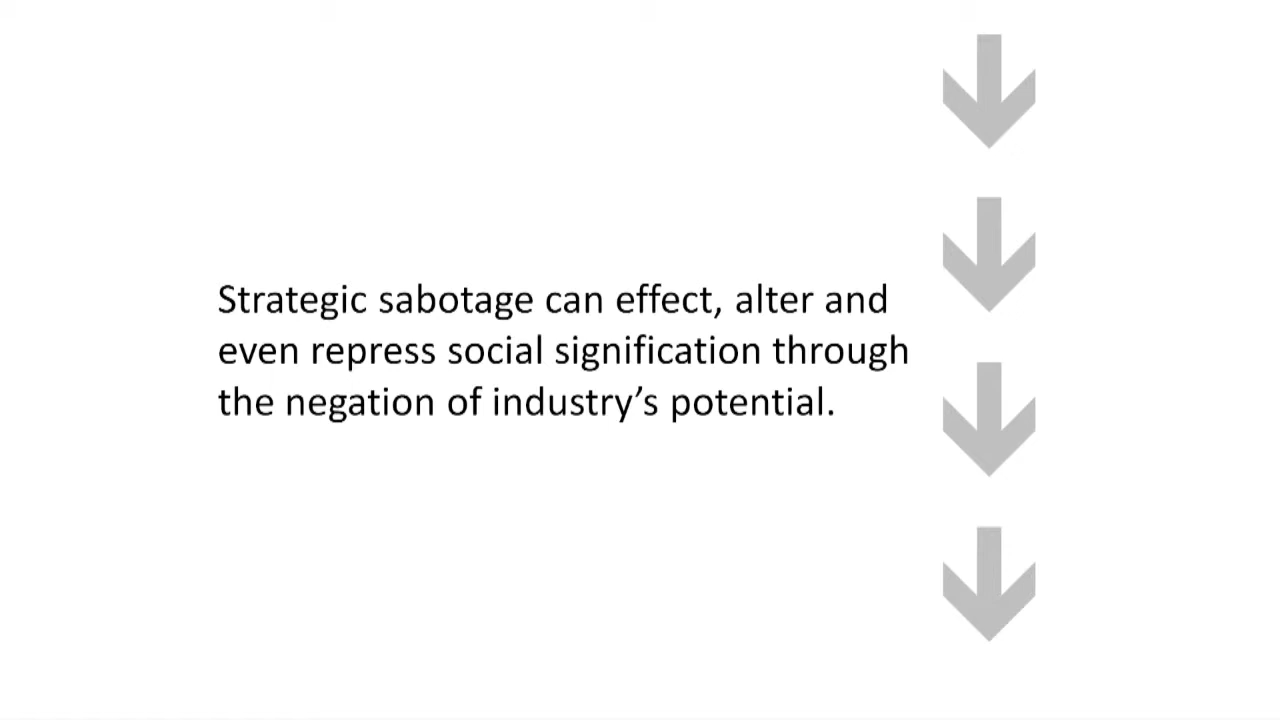 Strategic sabotage can effect, alter and
even repress social signification through
the negation of industry’s potential.